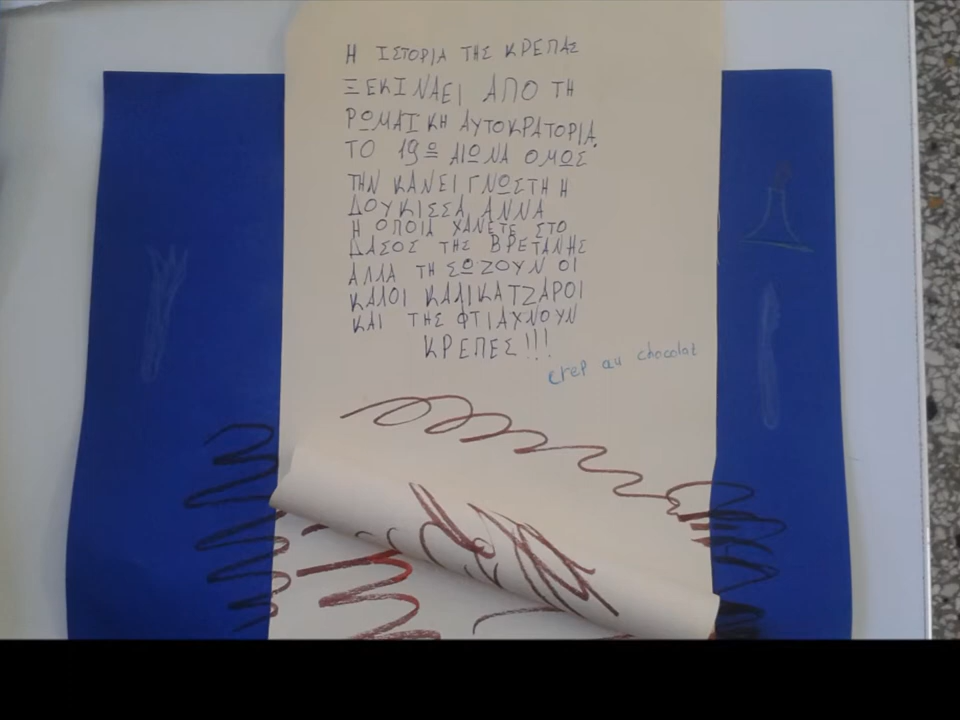 Η ΙΣΤΟΡΙΑ ΤΗΣ ΚΡΕΠΑΣ
ΞΕΚΙΝΑΕΙ ΑΠΟ ΤΗ
ΡΩΜΑΙΚΗ ΑΥΤΟΚΡΑΤΟΡΙΑ.
ΤΟ 19Ω ΑΙΩΝΑ ΟΜΩΣ
ΤΗΝ ΚΑΝΕΙ ΓΝΩΣΤΗ Η
ΔΟΥΚΙΣΣΑ ΑΝΝΑ
Η ΟΠΟΙΑ ΧΑΝΕΤΕ ΣΤΟ
ΔΑΣΟΣ ΤΗΣ ΒΡΕΤΑΝΗΣ
ΑΛΛΑ ΤΗ ΣΩΖΟΥΝ ΟΙ
ΚΑΛΟΙ ΚΑΛΙΚΑΤΖΑΡΟΙ
ΚΑΙ ΤΗΣ ΦΤΙΑΧΝΟΥΝ
ΚΡΕΠΕΣ!!!
crep au chocolat